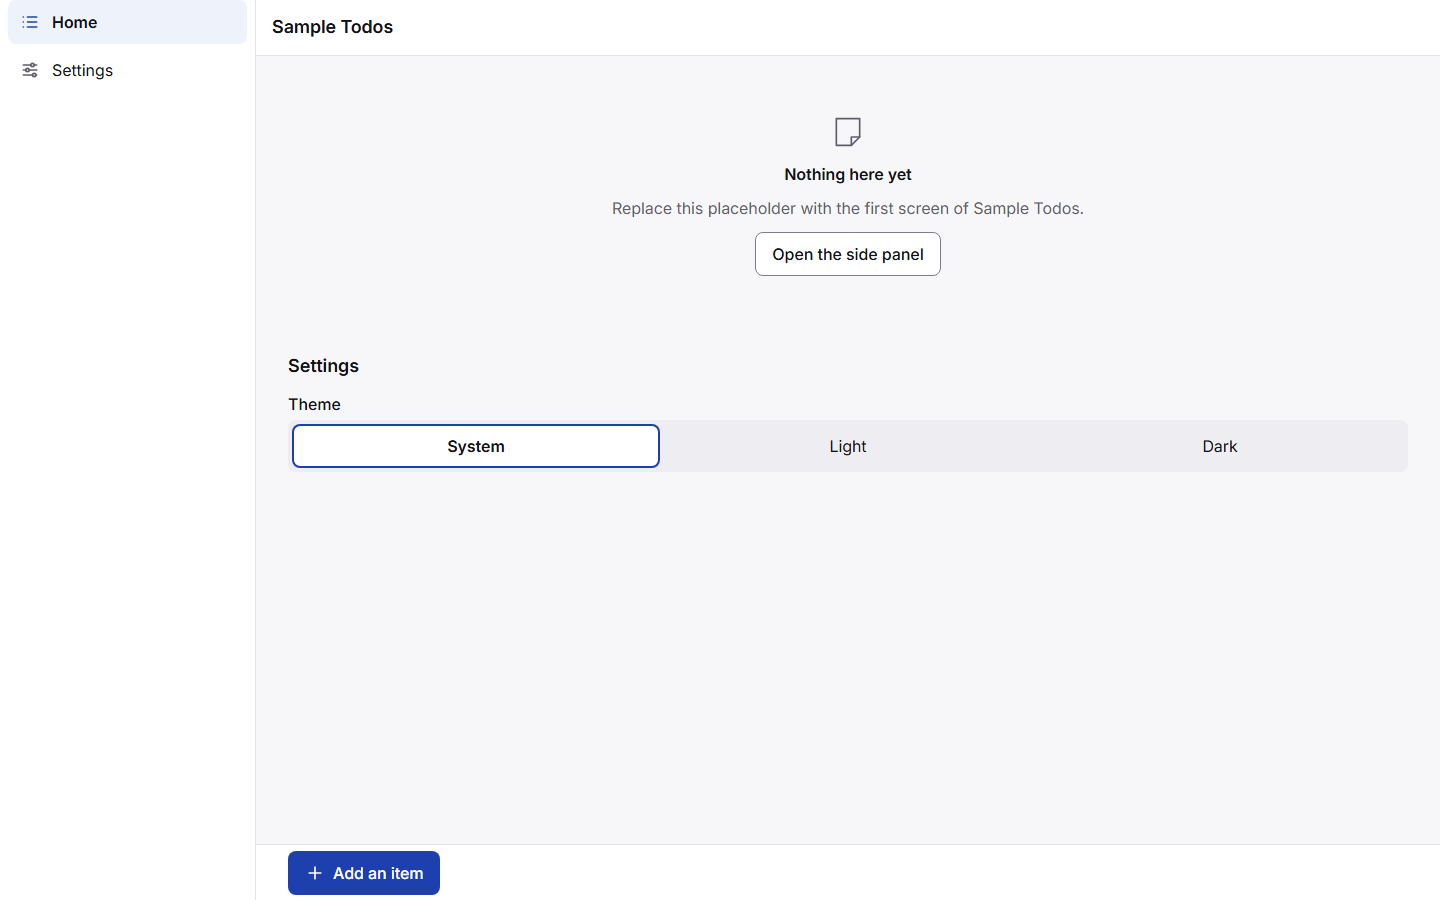 Home
Settings
Sample Todos
Nothing here yet
Replace this placeholder with the first screen of Sample Todos.
Open the side panel
Settings
Theme
System
Light
Dark
Add an item